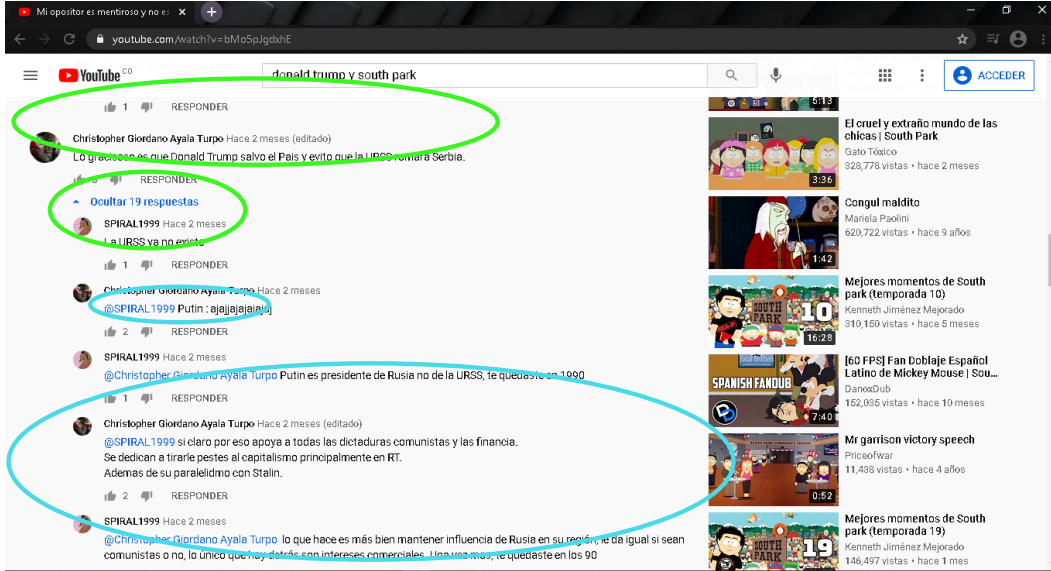 Mi opositor es mentiroso y no es
youtube.com/watch?v=bMo5pJgdxhE
YouTube CO
donald trump y south park
ACCEDER
1 RESPONDER
Christopher Giordano Ayala Turpo Hace 2 meses (editado)
Lo gracioso es que Donald Trump salvo el Pais y evito que la URSS tomara Serbia.
RESPONDER
Ocultar 19 respuestas
SPIRAL1999 Hace 2 meses
La URSS ya no existe
1 RESPONDER
Christopher Giordano Ayala Turpo Hace 2 meses
@SPIRAL1999 Putin : ajajjajajajajaj
2 RESPONDER
SPIRAL1999 Hace 2 meses
@Christopher Giordano Ayala Turpo Putin es presidente de Rusia no de la URSS, te quedaste en 1990
1 RESPONDER
Christopher Giordano Ayala Turpo Hace 2 meses (editado)
@SPIRAL1999 si claro por eso apoya a todas las dictaduras comunistas y las financia.
Se dedican a tirarle pestes al capitalismo principalmente en RT.
Ademas de su paralelidmo con Stalin.
2 RESPONDER
SPIRAL1999 Hace 2 meses
@Christopher Giordano Ayala Turpo lo que hace es más bien mantener influencia de Rusia en su región, le da igual si sean
comunistas o no, lo unico que hay detrás son intereses comerciales. Una vez más, te quedaste en los 90
5:13
El cruel y extraño mundo de las
chicas | South Park
Gato Tóxico
328,778 vistas • hace 2 meses
3:36
Congul maldito
Mariela Paolini
620,722 vistas • hace 9 años
1:42
Mejores momentos de South
park (temporada 10)
Kenneth Jiménez Mejorado
310,150 vistas • hace 5 meses
SOUTH
PARK
10
16:28
[60 FPS] Fan Doblaje Español
Latino de Mickey Mouse | Sou...
DanoxDub
152,035 vistas • hace 10 meses
SPANISH FANDUB
7:40
Mr garrison victory speech
Priceofwar
11,438 vistas • hace 4 años
0:52
Mejores momentos de South
park (temporada 19)
Kenneth Jiménez Mejorado
146,497 vistas • hace 1 mes
SOUTH
19